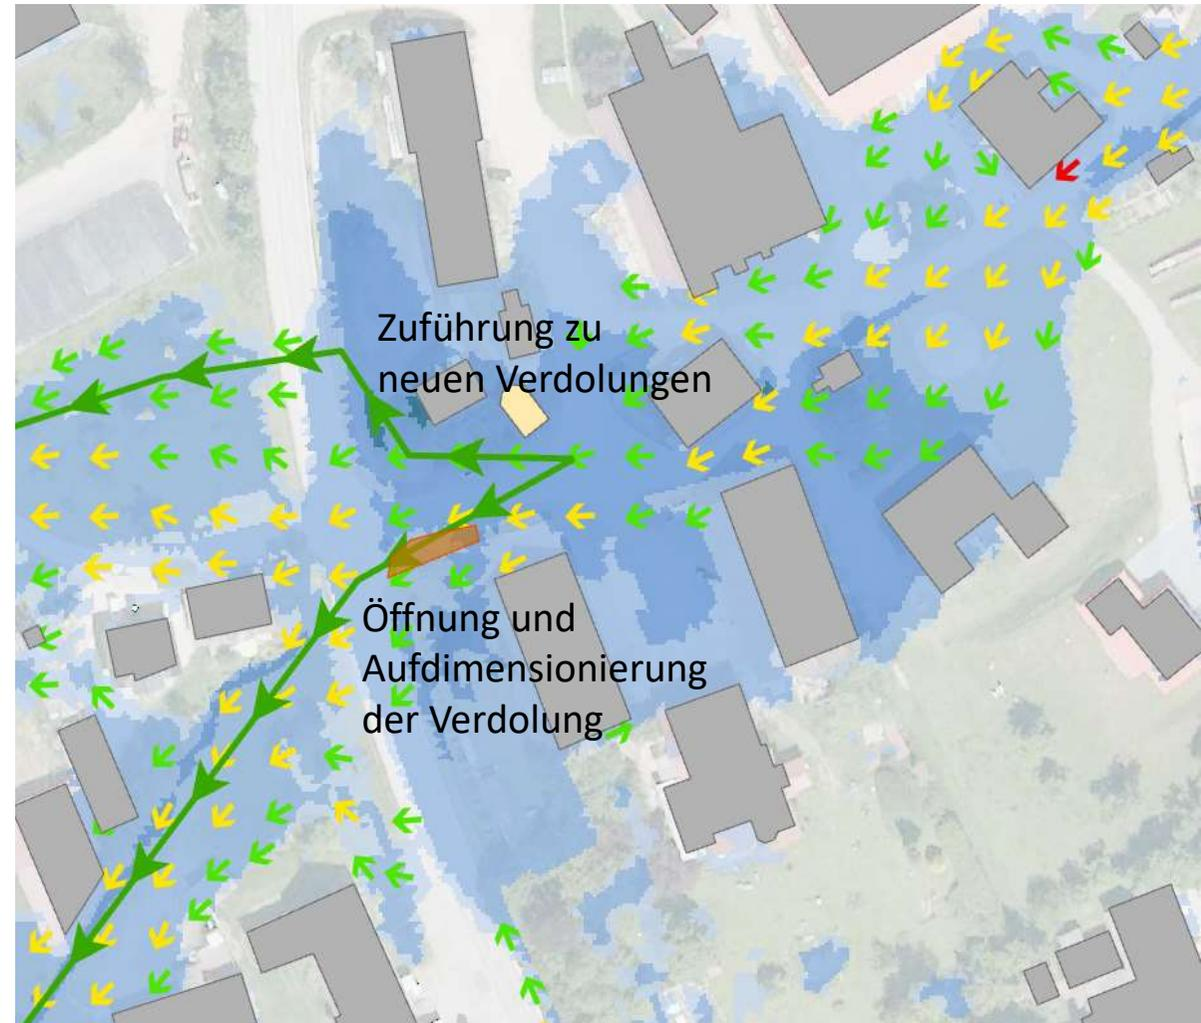 Zuführung zu
neuen Verdolungen
Öffnung und
Aufdimensionierung
der Verdolung